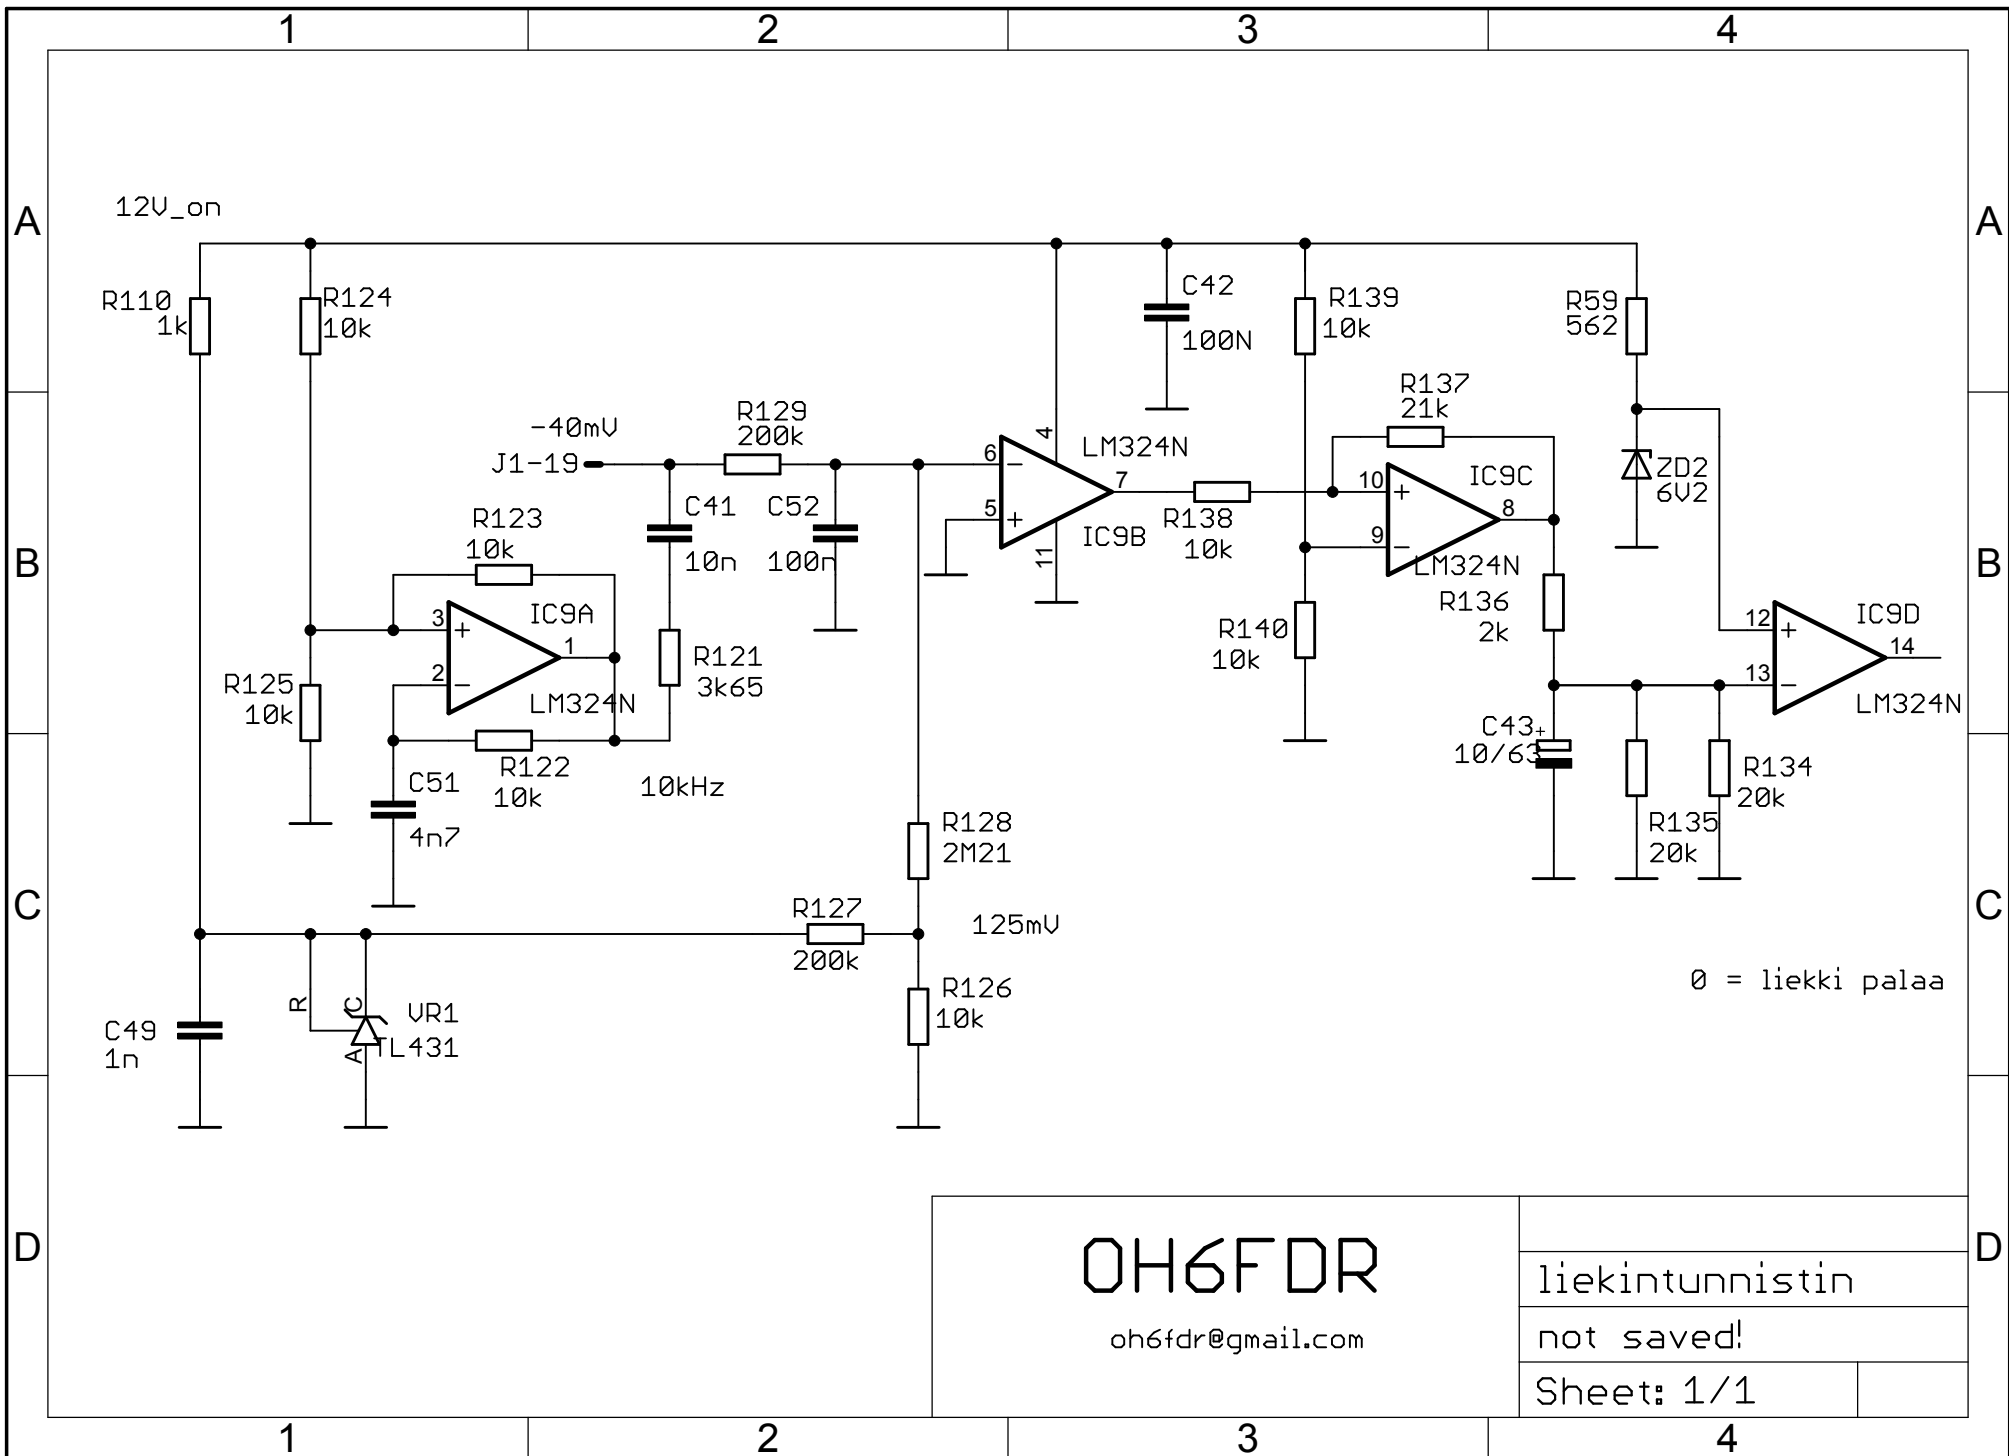 1
2
3
4
A
A
12V_on
R110
1k
R124
10k
C42
100N
R139
10k
R59
562
R137
21k
-40mV
J1-19
R129
200k
4
LM324N
6
-
7
5
+
IC9B
11
C41
10n
C52
100n
R138
10k
10
+
IC9C
8
9
-
LM324N
ZD2
6V2
B
B
R123
10k
IC9A
3
+
1
2
-
LM324N
R121
3k65
R125
10k
R140
10k
R136
2k
IC9D
12
+
14
13
-
LM324N
R122
10k
10kHz
C51
4n7
C43
+
10/63
R134
20k
R135
20k
R128
2M21
C
C
R127
200k
125mV
R126
10k
0 = liekki palaa
R
C
A
VR1
TL431
C49
1n
D
D
OH6FDR
oh6fdr@gmail.com
liekintunnistin
not saved!
Sheet: 1/1
1
2
3
4